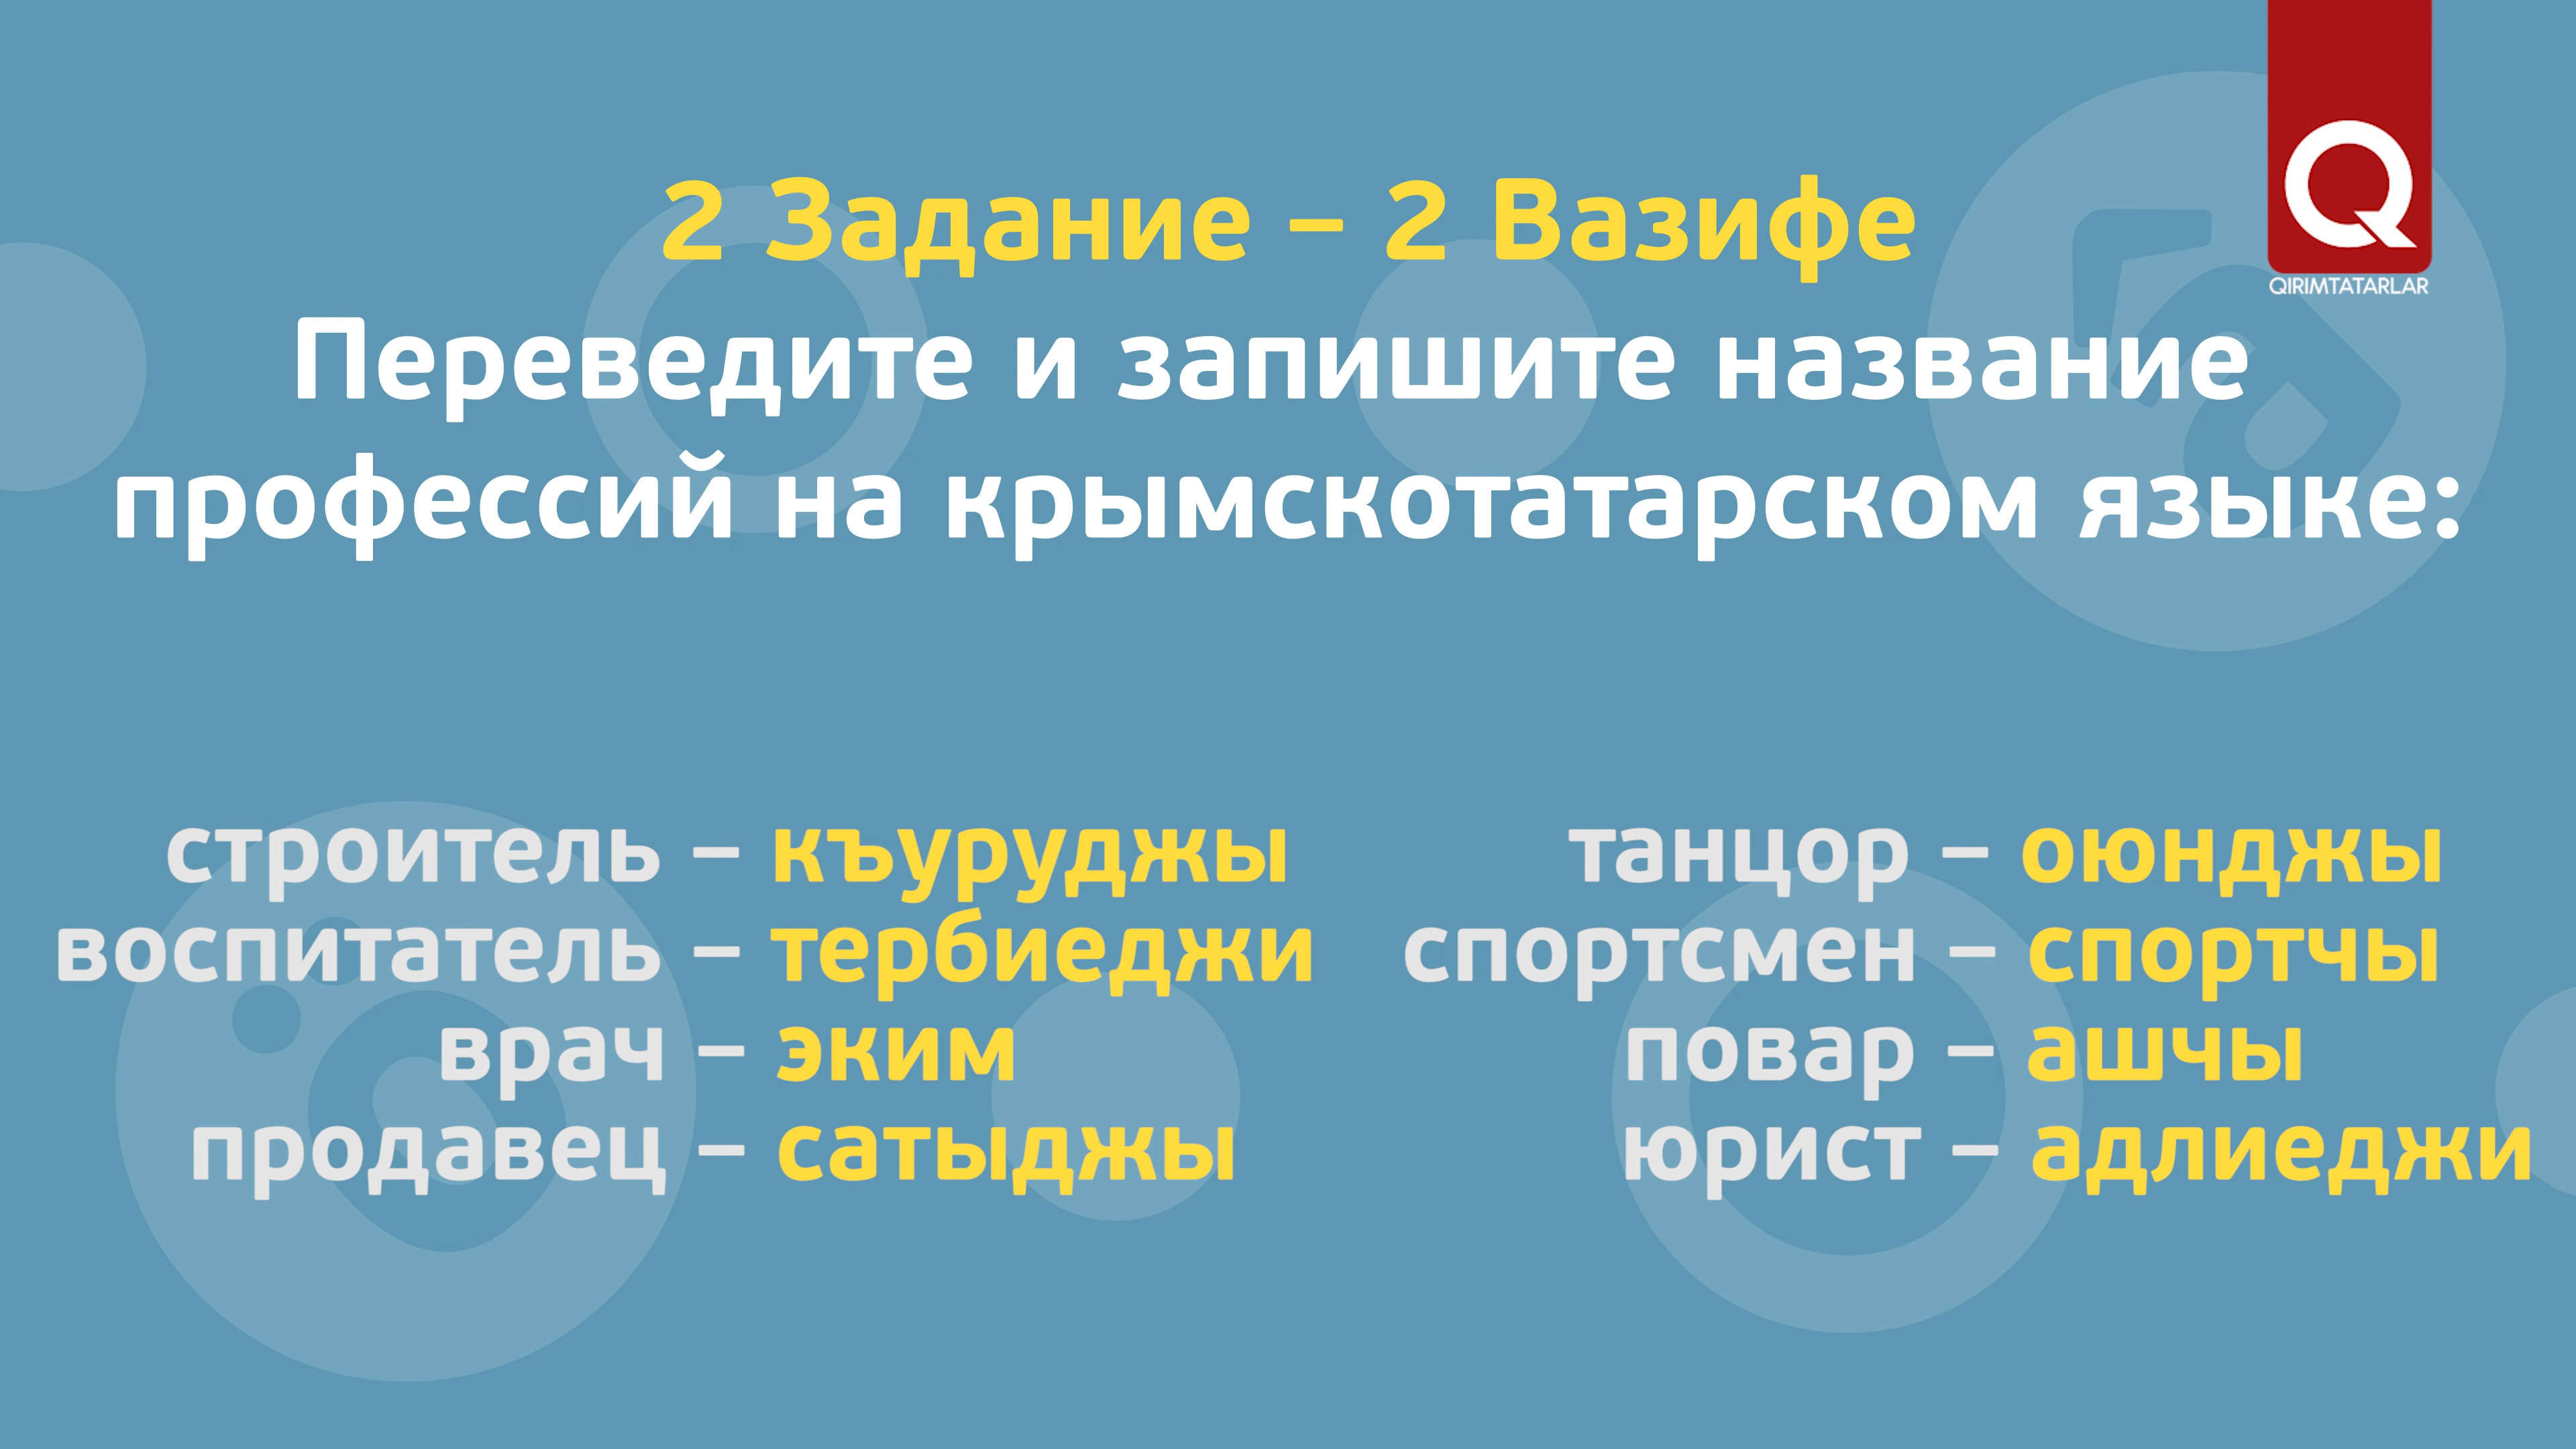 2 Задание – 2 Вазифе
Q
QIRIMTATARLAR
Переведите и запишите название
профессий на крымскотатарском языке:
строитель – къуруджы
воспитатель – тербиеджи
врач – эким
продавец – сатыджы
танцор – оюнджы
спортсмен – спортчы
повар – ашчы
юрист – адлиеджи